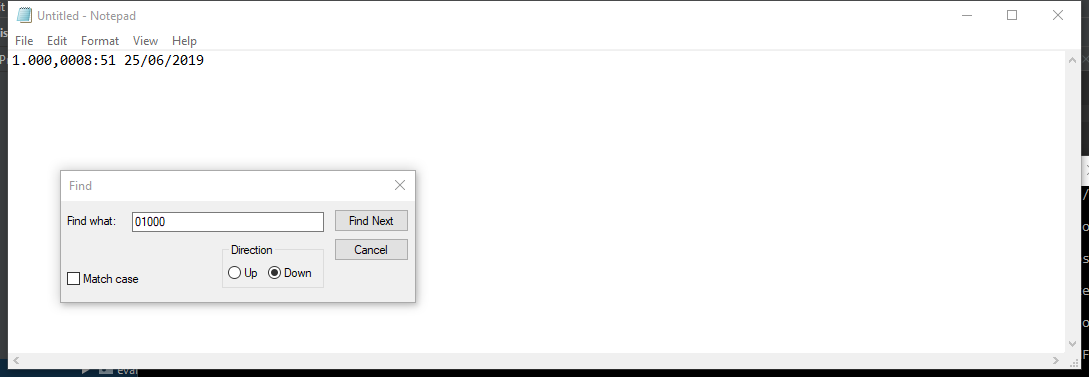 Untitled - Notepad
File Edit Format View Help
1.000,0008:51 25/06/2019
Find
Find what: 01000 Find Next
Direction Cancel
Up Down
Match case
eval